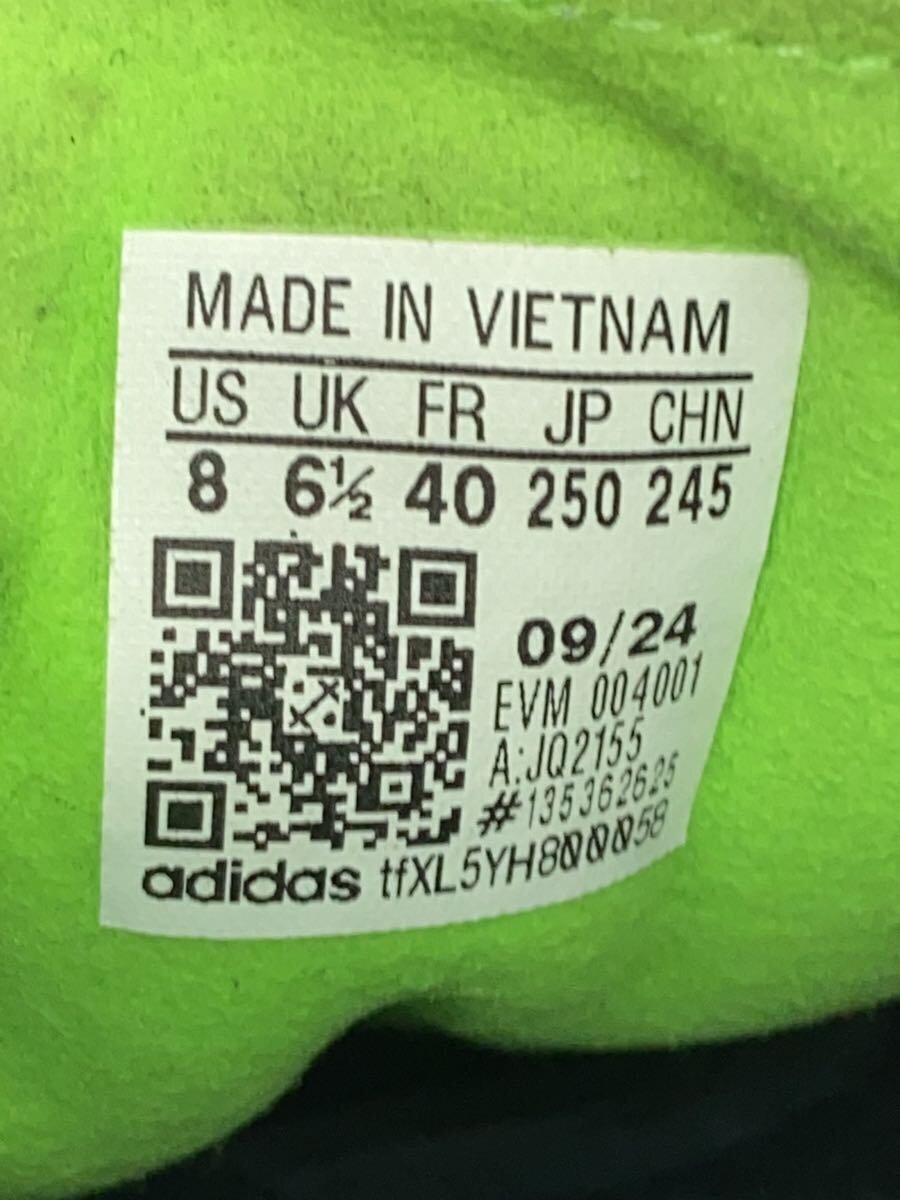 MADE IN VIETNAM
US UK FR JP CHN
8 6½ 40 250 245
09/24
EVM 004001
A:JQ2155
#135362625
adidas tfXL5YH800058